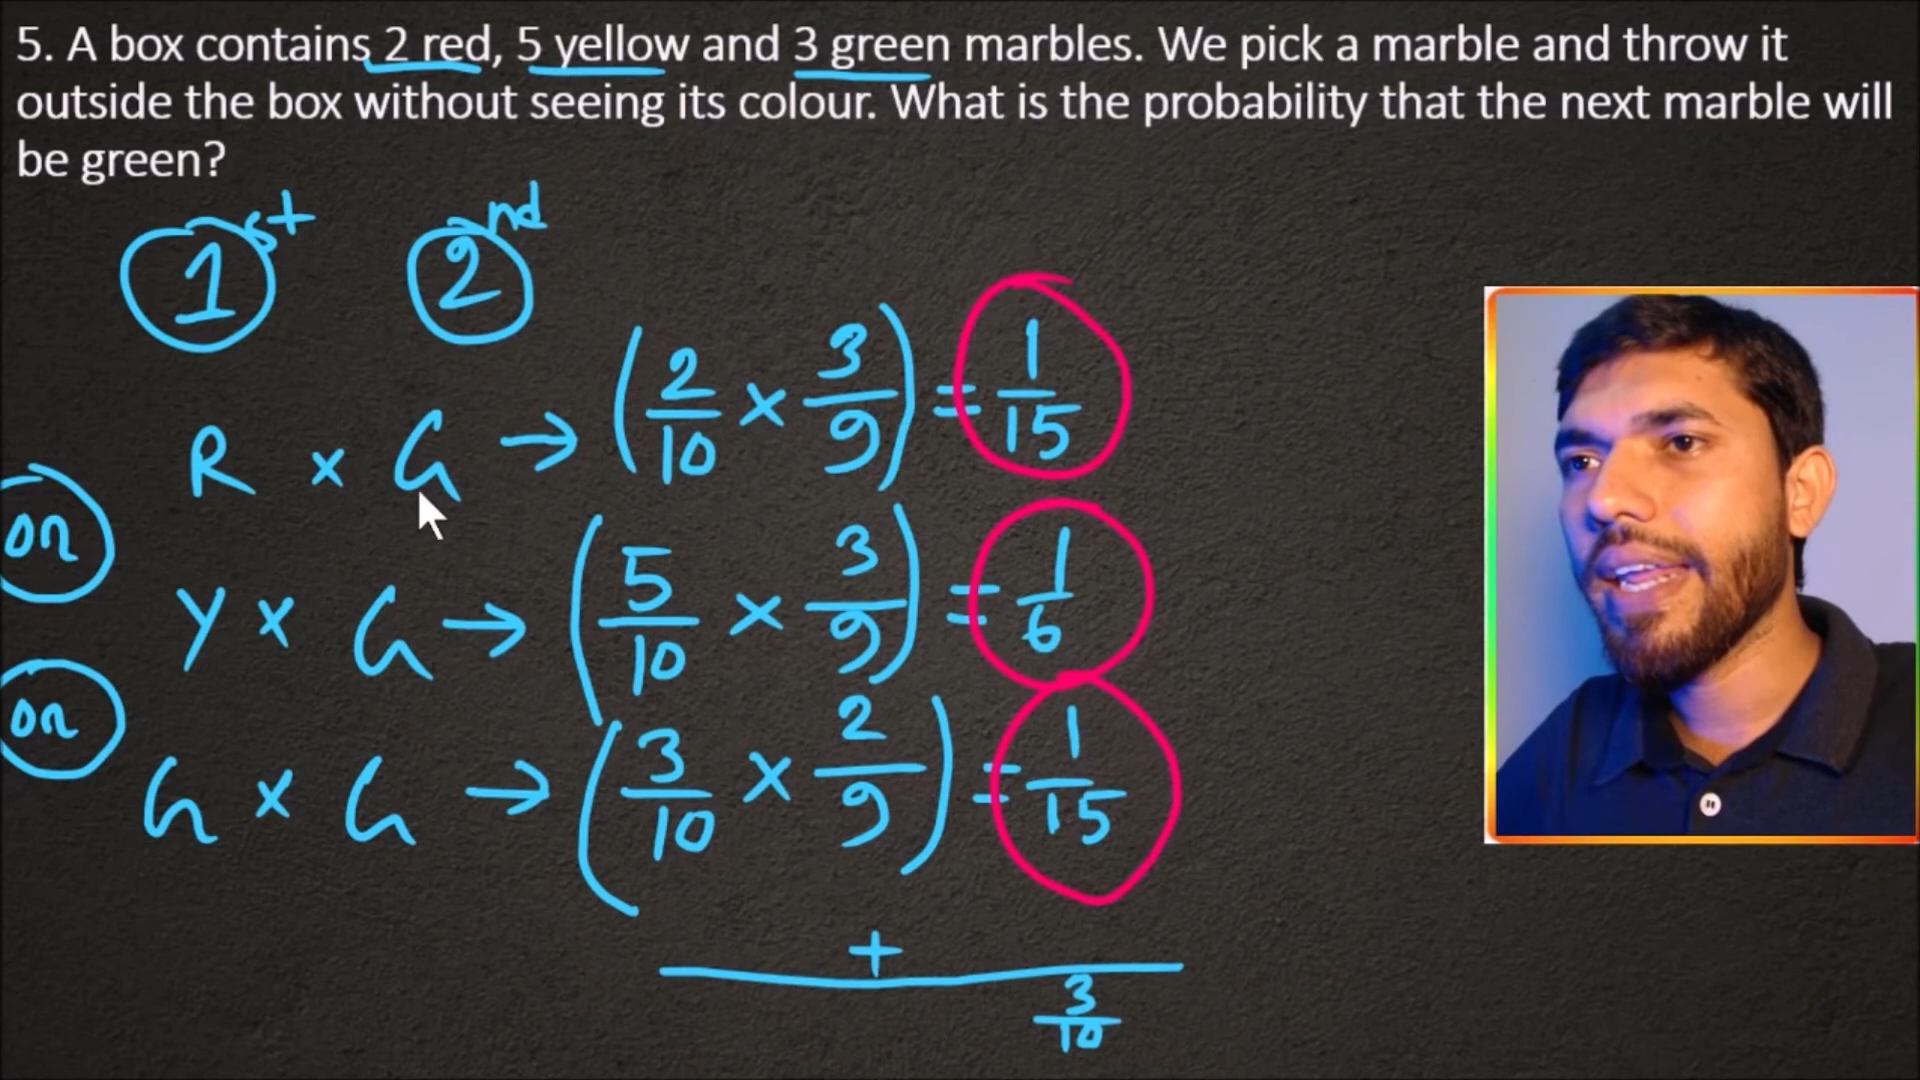 5. A box contains 2 red, 5 yellow and 3 green marbles. We pick a marble and throw it
outside the box without seeing its colour. What is the probability that the next marble will
be green?
1st 2nd
R × G → (2/10 × 3/9) = 1/15
or
Y × G → (5/10 × 3/9) = 1/6
or
G × G → (3/10 × 2/9) = 1/15
+
3/10